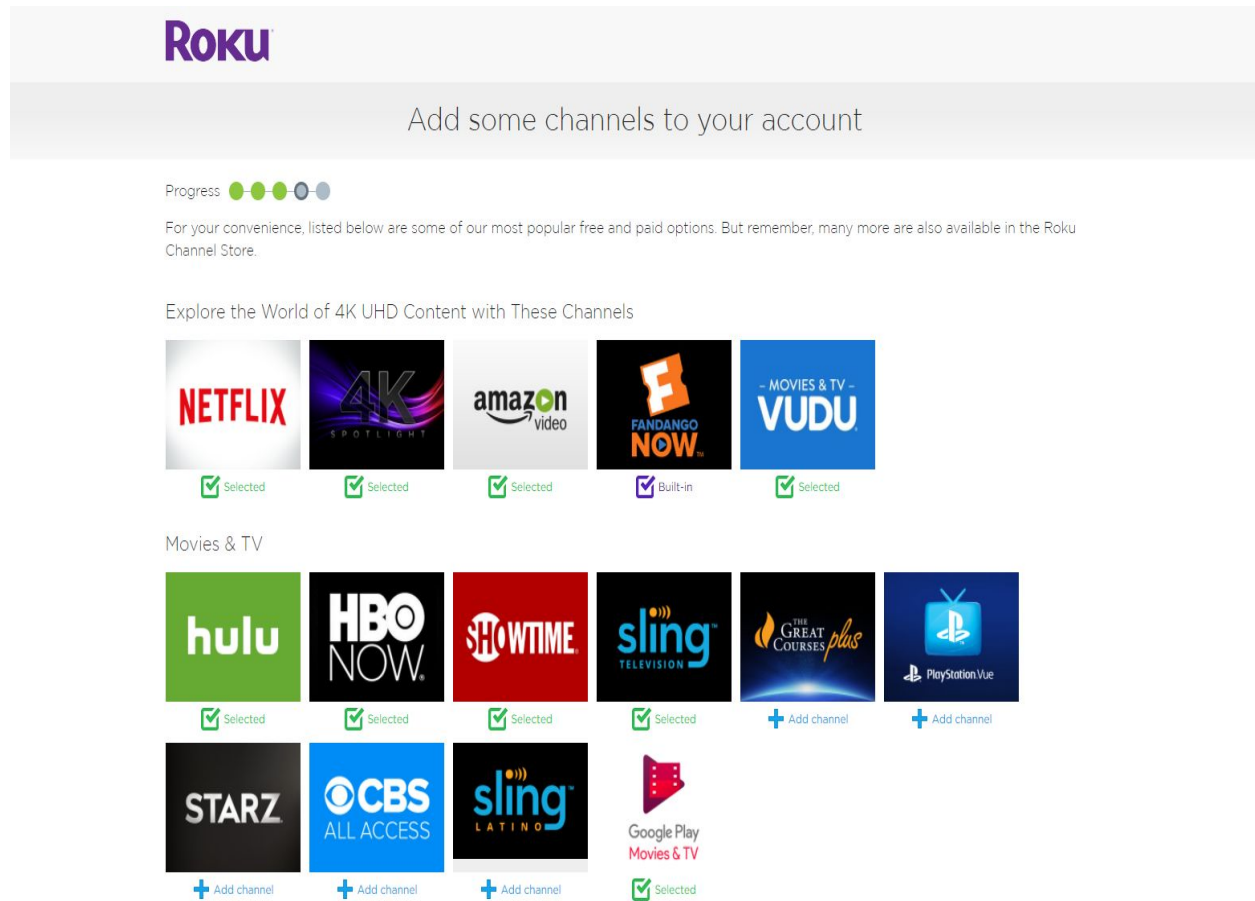 ROKU
Add some channels to your account
Progress
For your convenience, listed below are some of our most popular free and paid options. But remember, many more are also available in the Roku
Channel Store.
Explore the World of 4K UHD Content with These Channels
NETFLIX
4K
SPOTLIGHT
amazon
video
FANDANGO
NOW™
- MOVIES & TV -
VUDU
Selected
Selected
Selected
Built-in
Selected
Movies & TV
hulu
HBO
NOW.
SHOWTIME.
sling™
TELEVISION
THE
GREAT
COURSES plus
PlayStation.Vue
Selected
Selected
Selected
Selected
Add channel
Add channel
STARZ
CBS
ALL ACCESS
sling™
LATINO
Google Play
Movies & TV
Add channel
Add channel
Add channel
Selected